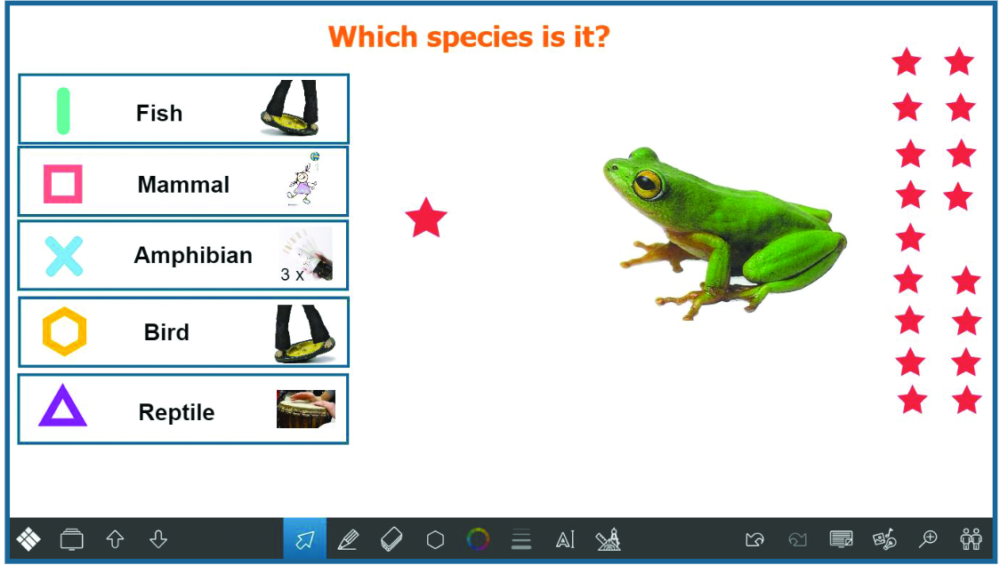 Which species is it?
Fish
Mammal
Amphibian
3 x
Bird
Reptile